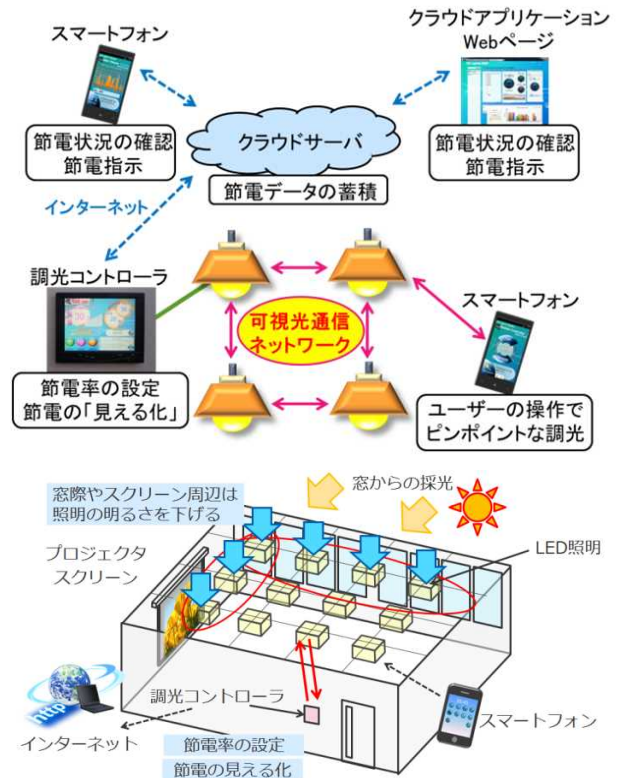 スマートフォン
クラウドアプリケーション
Webページ
節電状況の確認
節電指示
クラウドサーバ
節電状況の確認
節電指示
節電データの蓄積
インターネット
調光コントローラ
可視光通信
ネットワーク
スマートフォン
節電率の設定
節電の「見える化」
ユーザーの操作で
ピンポイントな調光
窓際やスクリーン周辺は
照明の明るさを下げる
窓からの採光
プロジェクタ
スクリーン
LED照明
http
調光コントローラ
スマートフォン
インターネット
節電率の設定
節電の見える化